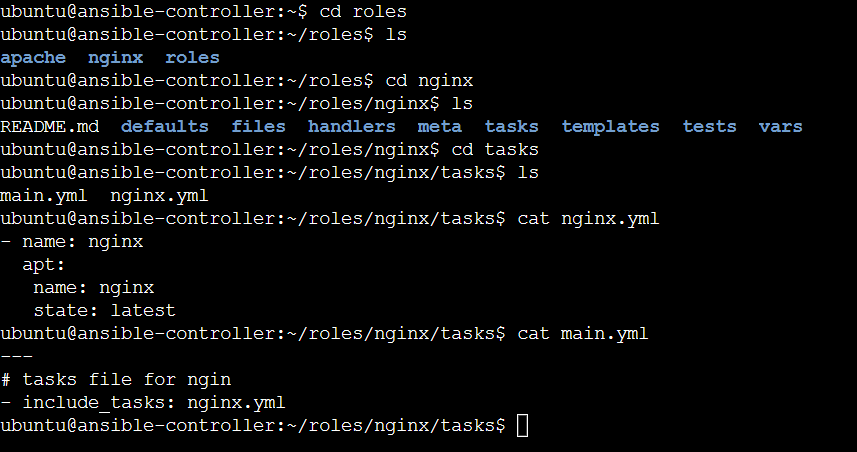 ubuntu@ansible-controller:~$ cd roles
ubuntu@ansible-controller:~/roles$ ls
apache  nginx  roles
ubuntu@ansible-controller:~/roles$ cd nginx
ubuntu@ansible-controller:~/roles/nginx$ ls
README.md  defaults  files  handlers  meta  tasks  templates  tests  vars
ubuntu@ansible-controller:~/roles/nginx$ cd tasks
ubuntu@ansible-controller:~/roles/nginx/tasks$ ls
main.yml  nginx.yml
ubuntu@ansible-controller:~/roles/nginx/tasks$ cat nginx.yml
- name: nginx
  apt:
   name: nginx
   state: latest
ubuntu@ansible-controller:~/roles/nginx/tasks$ cat main.yml
---
# tasks file for ngin
- include_tasks: nginx.yml
ubuntu@ansible-controller:~/roles/nginx/tasks$